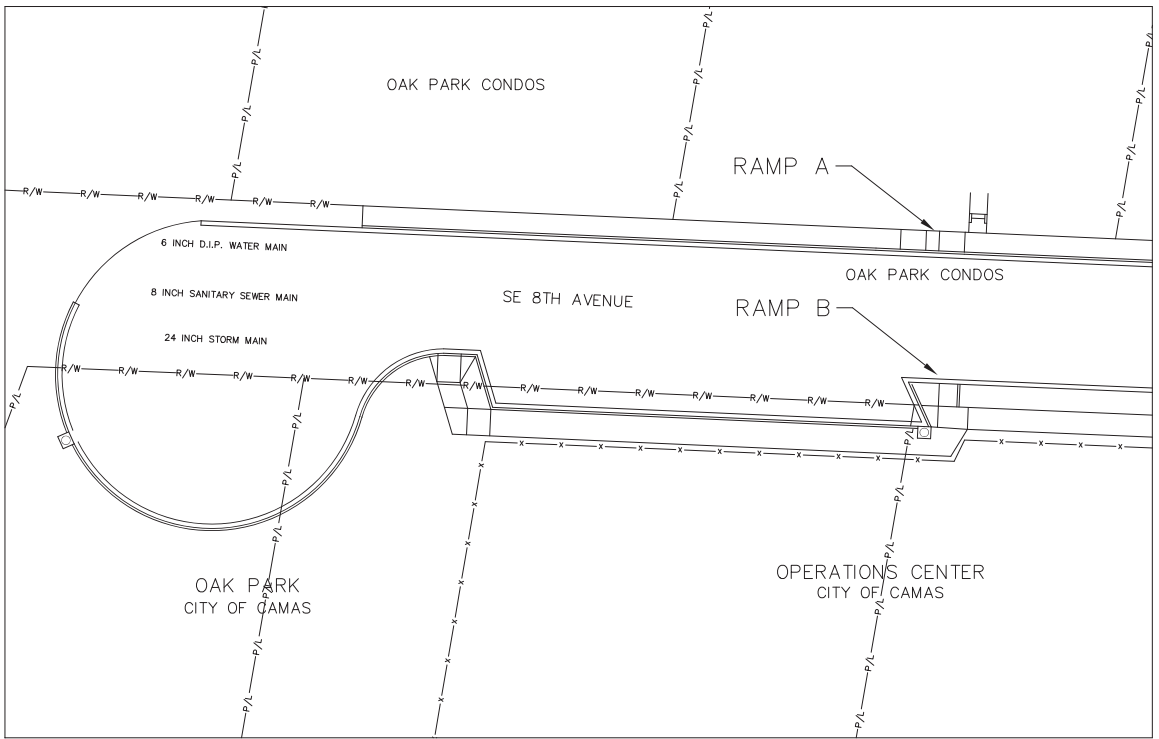 P/L
P/L
P/L
OAK PARK CONDOS
P/L
P/L
P/L
P/L
RAMP A
P/L
P/L
R/W R/W R/W R/W R/W R/W
P/L
6 INCH D.I.P. WATER MAIN
OAK PARK CONDOS
8 INCH SANITARY SEWER MAIN
SE 8TH AVENUE
RAMP B
24 INCH STORM MAIN
R/W R/W R/W R/W R/W R/W R/W R/W R/W R/W R/W R/W R/W R/W R/W
P/L
P/L
P/L
x x x x x x x x x x x
x x x x
x
P/L
P/L
x
P/L
x
P/L
OPERATIONS CENTER
OAK PARK
x
P/L
CITY OF CAMAS
P/L
CITY OF CAMAS
x
P/L
x
P/L
x
P/L
P/L